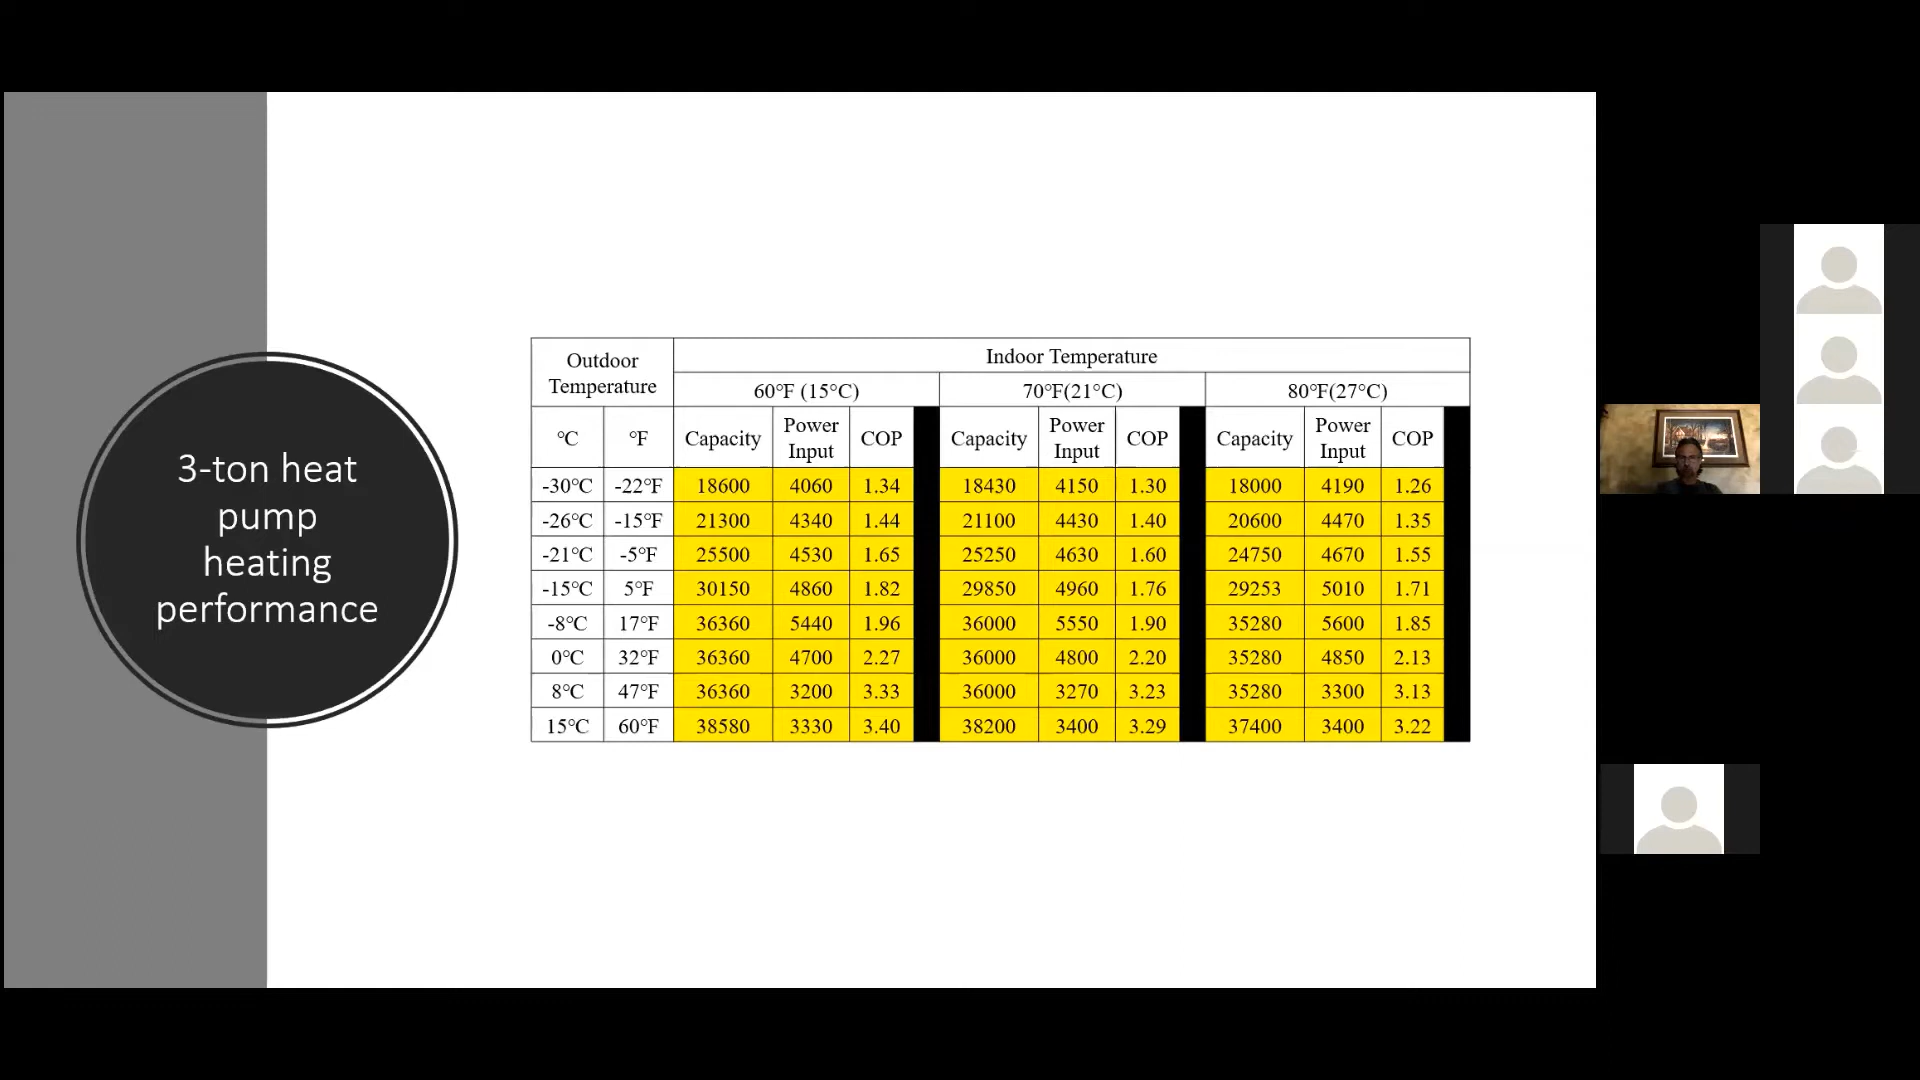 3-ton heat
pump
heating
performance
Outdoor
Temperature
Indoor Temperature
60°F (15°C) 70°F(21°C) 80°F(27°C)
°C °F Capacity Power Input COP Capacity Power Input COP Capacity Power Input COP
-30°C -22°F 18600 4060 1.34 18430 4150 1.30 18000 4190 1.26
-26°C -15°F 21300 4340 1.44 21100 4430 1.40 20600 4470 1.35
-21°C -5°F 25500 4530 1.65 25250 4630 1.60 24750 4670 1.55
-15°C 5°F 30150 4860 1.82 29850 4960 1.76 29253 5010 1.71
-8°C 17°F 36360 5440 1.96 36000 5550 1.90 35280 5600 1.85
0°C 32°F 36360 4700 2.27 36000 4800 2.20 35280 4850 2.13
8°C 47°F 36360 3200 3.33 36000 3270 3.23 35280 3300 3.13
15°C 60°F 38580 3330 3.40 38200 3400 3.29 37400 3400 3.22